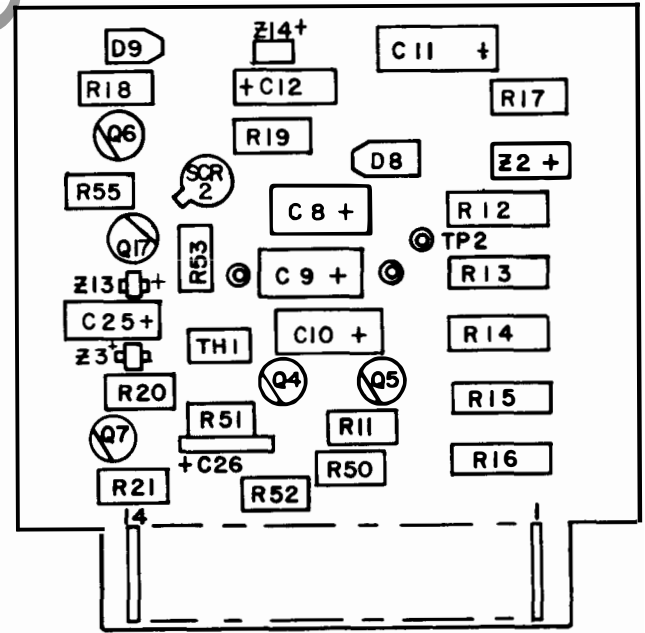 Z14+
D9
C11 +
R18
+C12
R17
Q6
R19
D8
Z2 +
SCR
2
R55
C8 +
R12
Q17
R53
TP2
Z13 +
C9 +
R13
C25+
C10 +
R14
Z3+
TH1
R20
Q4
Q5
R15
R51
R11
Q7
+C26
R50
R16
R21
R52
14
1